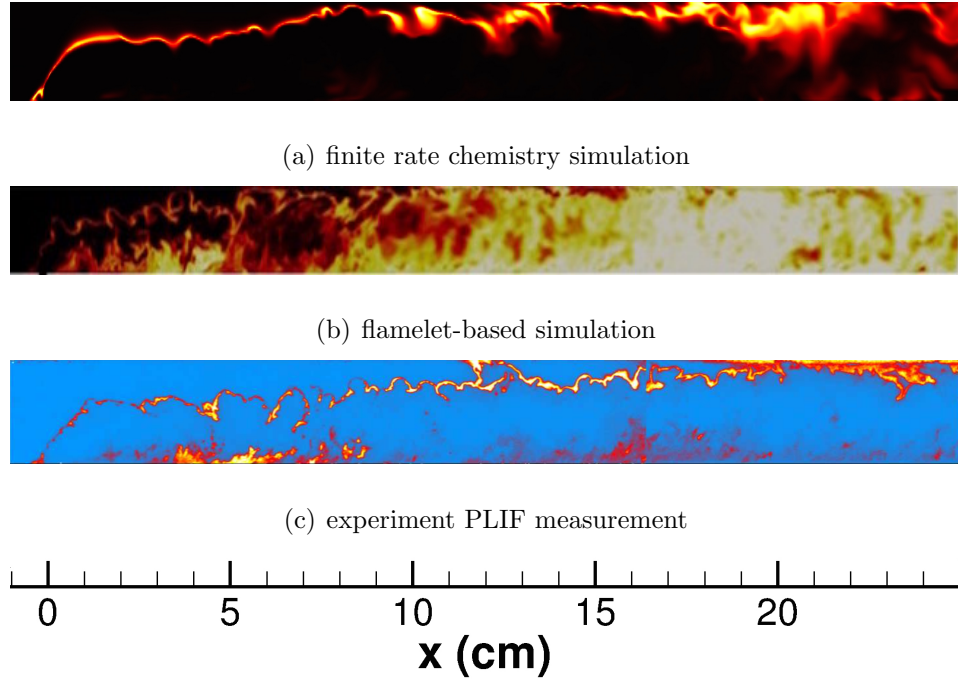 (a) finite rate chemistry simulation
(b) flamelet-based simulation
(c) experiment PLIF measurement
0 5 10 15 20
x (cm)